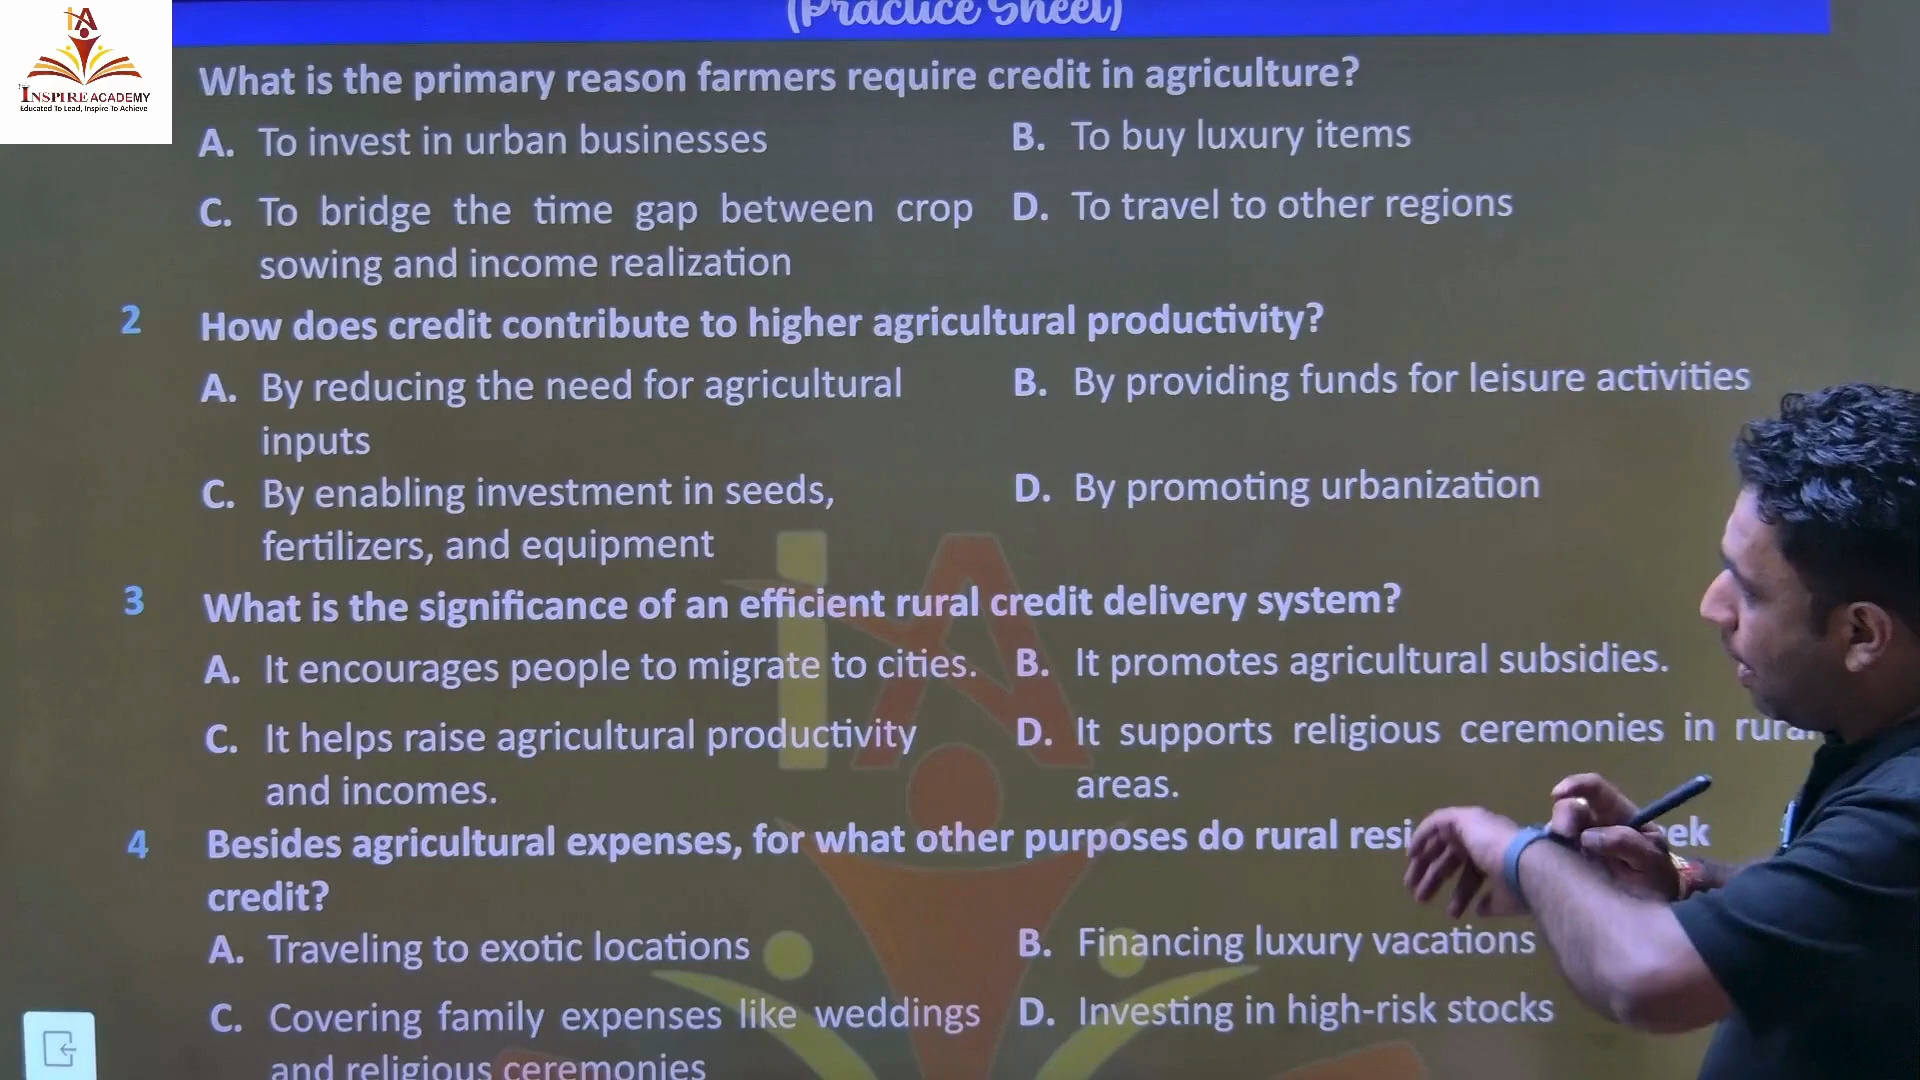 (Practice Sheet)
IA
INSPIRE ACADEMY
Educated To Lead, Inspire To Achieve
What is the primary reason farmers require credit in agriculture?
A. To invest in urban businesses
B. To buy luxury items
C. To bridge the time gap between crop
sowing and income realization
D. To travel to other regions
2 How does credit contribute to higher agricultural productivity?
A. By reducing the need for agricultural
inputs
B. By providing funds for leisure activities
C. By enabling investment in seeds,
fertilizers, and equipment
D. By promoting urbanization
3 What is the significance of an efficient rural credit delivery system?
A. It encourages people to migrate to cities.
B. It promotes agricultural subsidies.
C. It helps raise agricultural productivity
and incomes.
D. It supports religious ceremonies in rural
areas.
4 Besides agricultural expenses, for what other purposes do rural
credit?
A. Traveling to exotic locations
B. Financing luxury vacations
C. Covering family expenses like weddings
and religious ceremonies
D. Investing in high-risk stocks